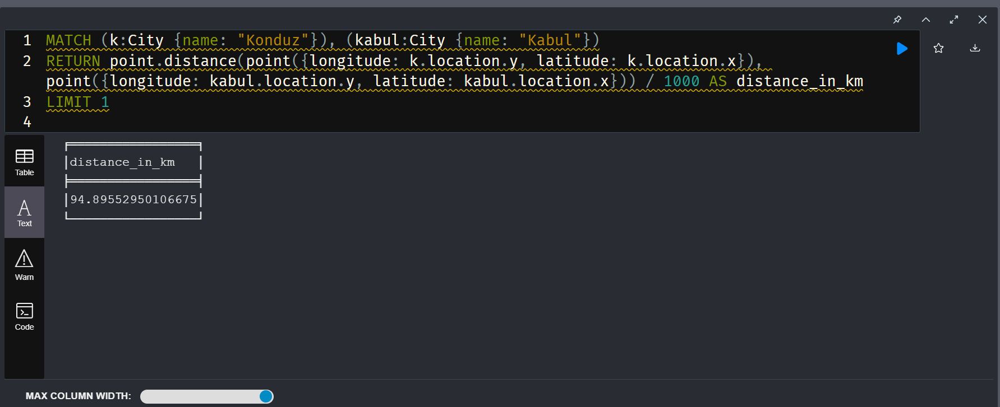 1 MATCH (k:City {name: "Konduz"}), (kabul:City {name: "Kabul"})
2 RETURN point.distance(point({longitude: k.location.y, latitude: k.location.x}),
point({longitude: kabul.location.y, latitude: kabul.location.x})) / 1000 AS distance_in_km
3 LIMIT 1
4
Table
Text
Warn
Code
distance_in_km
94.89552950106675
MAX COLUMN WIDTH: